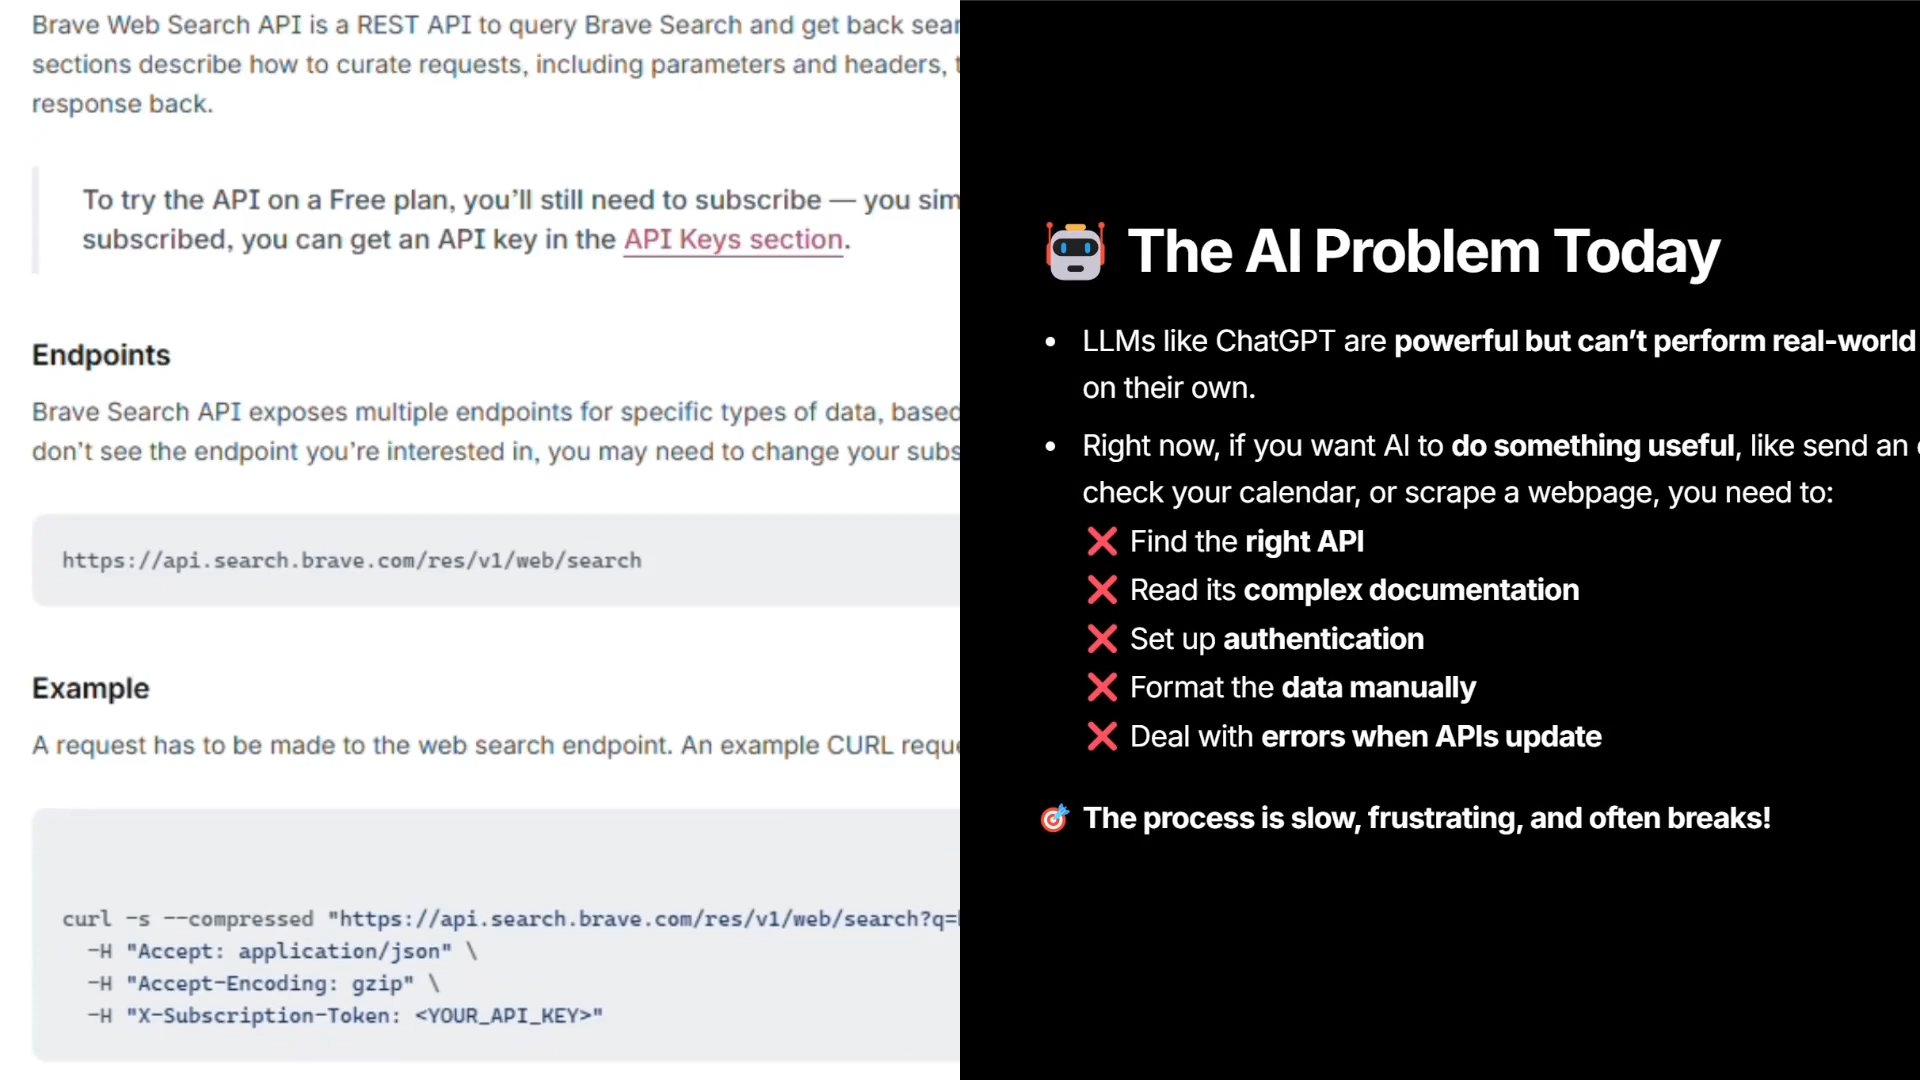 Brave Web Search API is a REST API to query Brave Search and get back
sections describe how to curate requests, including parameters and headers,
response back.
To try the API on a Free plan, you’ll still need to subscribe — you
subscribed, you can get an API key in the API Keys section.
Endpoints
Brave Search API exposes multiple endpoints for specific types of data, based
don’t see the endpoint you’re interested in, you may need to change your
https://api.search.brave.com/res/v1/web/search
Example
A request has to be made to the web search endpoint. An example CURL
curl -s --compressed "https://api.search.brave.com/res/v1/web/search?q=
-H "Accept: application/json" \
-H "Accept-Encoding: gzip" \
-H "X-Subscription-Token: <YOUR_API_KEY>"
The AI Problem Today
• LLMs like ChatGPT are powerful but can’t perform real-world
on their own.
• Right now, if you want AI to do something useful, like send an
check your calendar, or scrape a webpage, you need to:
❌ Find the right API
❌ Read its complex documentation
❌ Set up authentication
❌ Format the data manually
❌ Deal with errors when APIs update
🎯 The process is slow, frustrating, and often breaks!